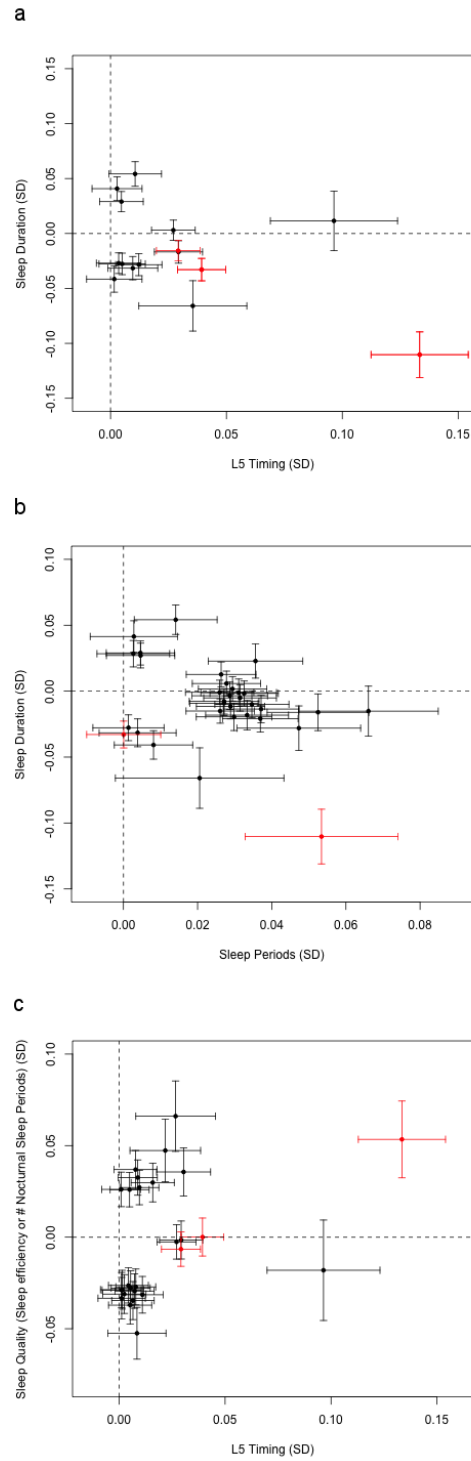 a
0.15
0.10
0.05
0.00
-0.05
-0.10
-0.15
Sleep Duration (SD)
0.00 0.05 0.10 0.15
L5 Timing (SD)
b
0.10
0.05
0.00
-0.05
-0.10
-0.15
Sleep Duration (SD)
0.00 0.02 0.04 0.06 0.08
Sleep Periods (SD)
c
0.10
0.05
0.00
-0.05
Sleep Quality (Sleep efficiency or # Nocturnal Sleep Periods) (SD)
0.00 0.05 0.10 0.15
L5 Timing (SD)